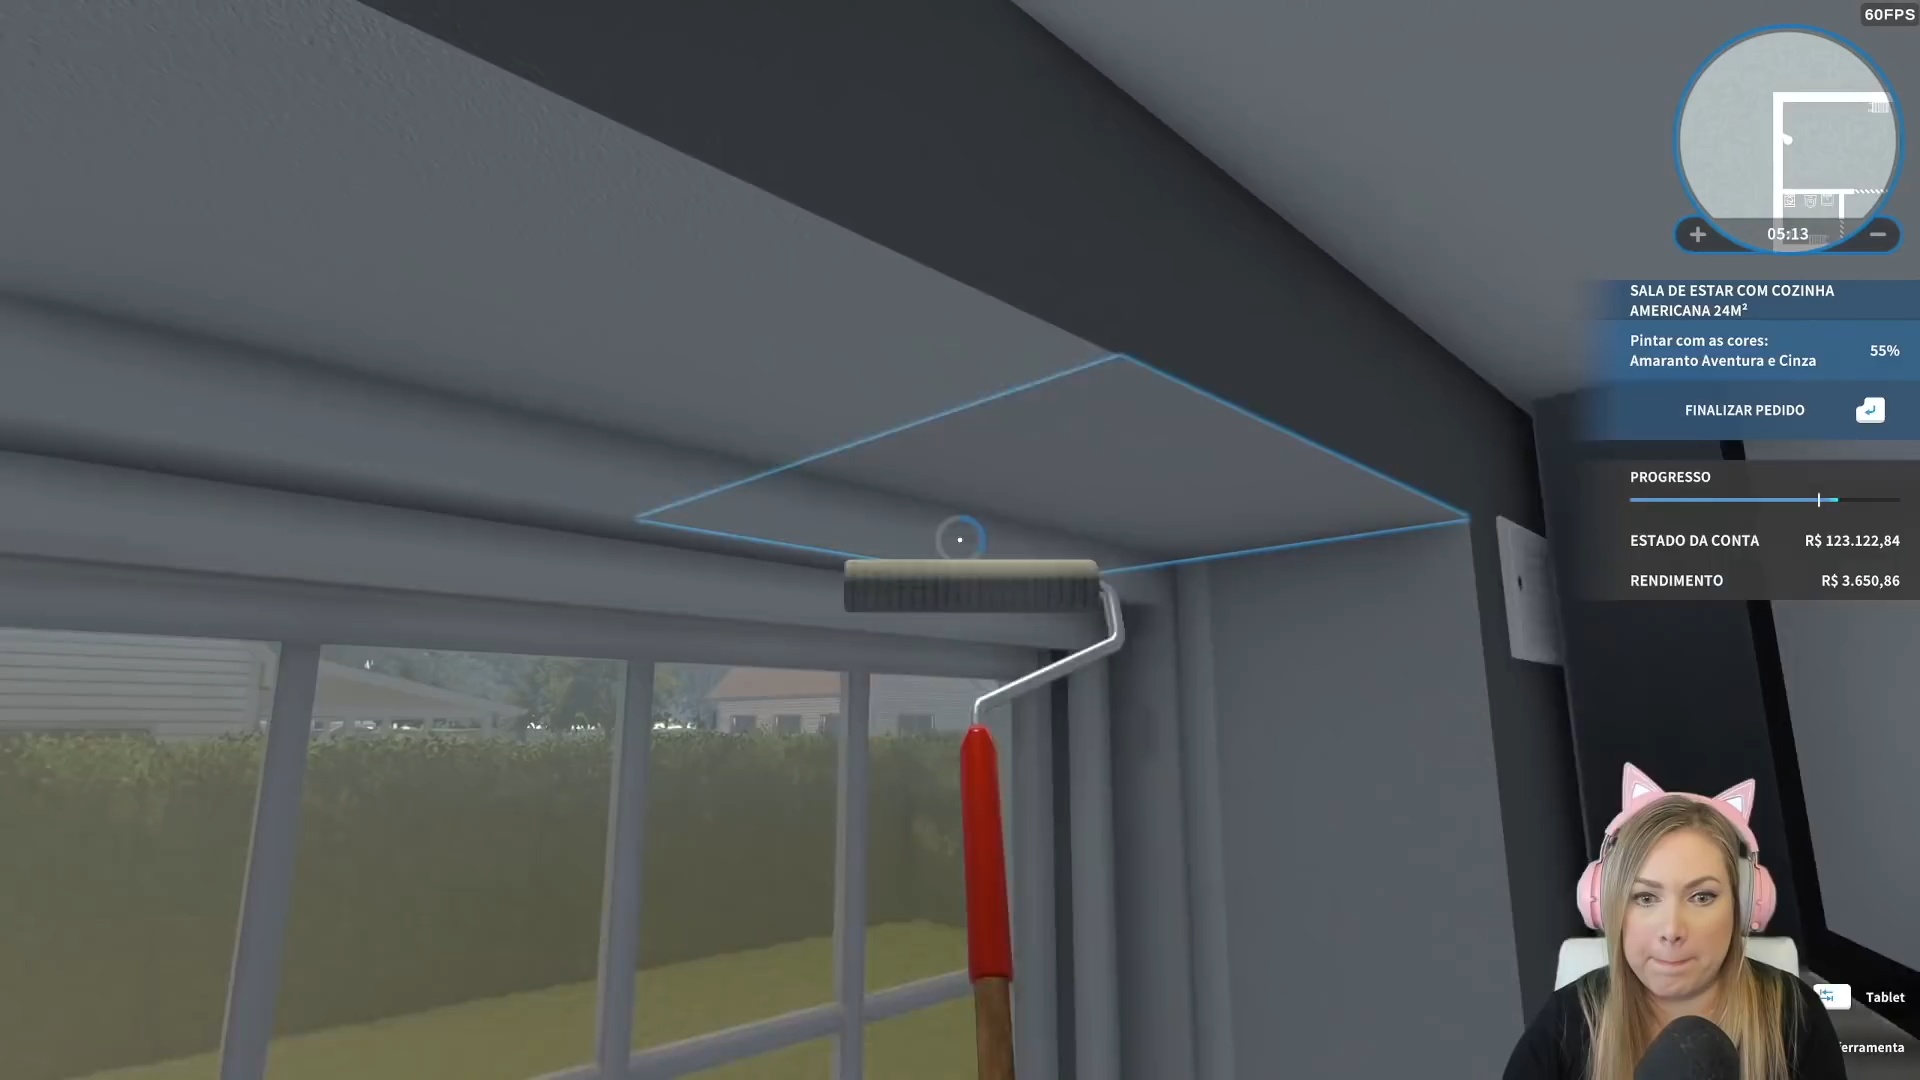 60FPS
05:13
SALA DE ESTAR COM COZINHA
AMERICANA 24M²
Pintar com as cores:
Amaranto Aventura e Cinza
55%
FINALIZAR PEDIDO
PROGRESSO
ESTADO DA CONTA R$ 123.122,84
RENDIMENTO R$ 3.650,86
Tablet
erramenta